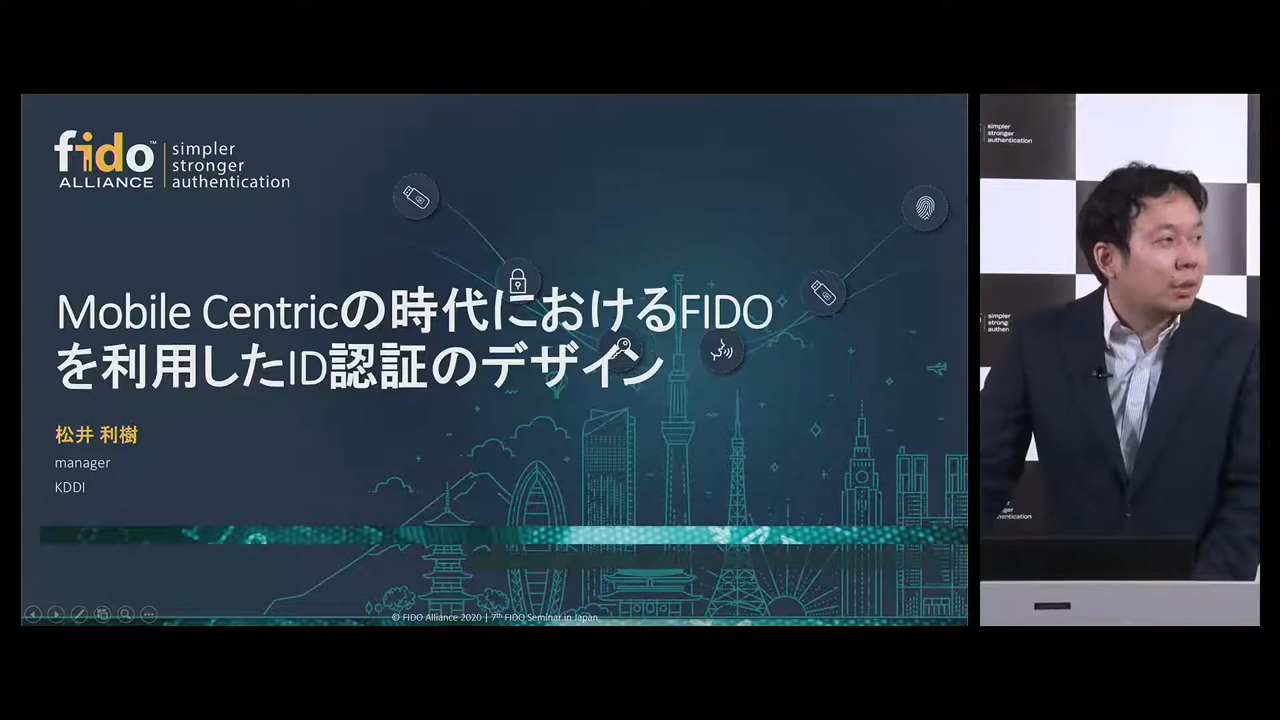 fido™
ALLIANCE
simpler
stronger
authentication
Mobile Centricの時代におけるFIDO
を利用したID認証のデザイン
松井 利樹
manager
KDDI
© FIDO Alliance 2020 | 7th FIDO Seminar in Japan
simpler
stronger
authentication
simpler
strong
authen